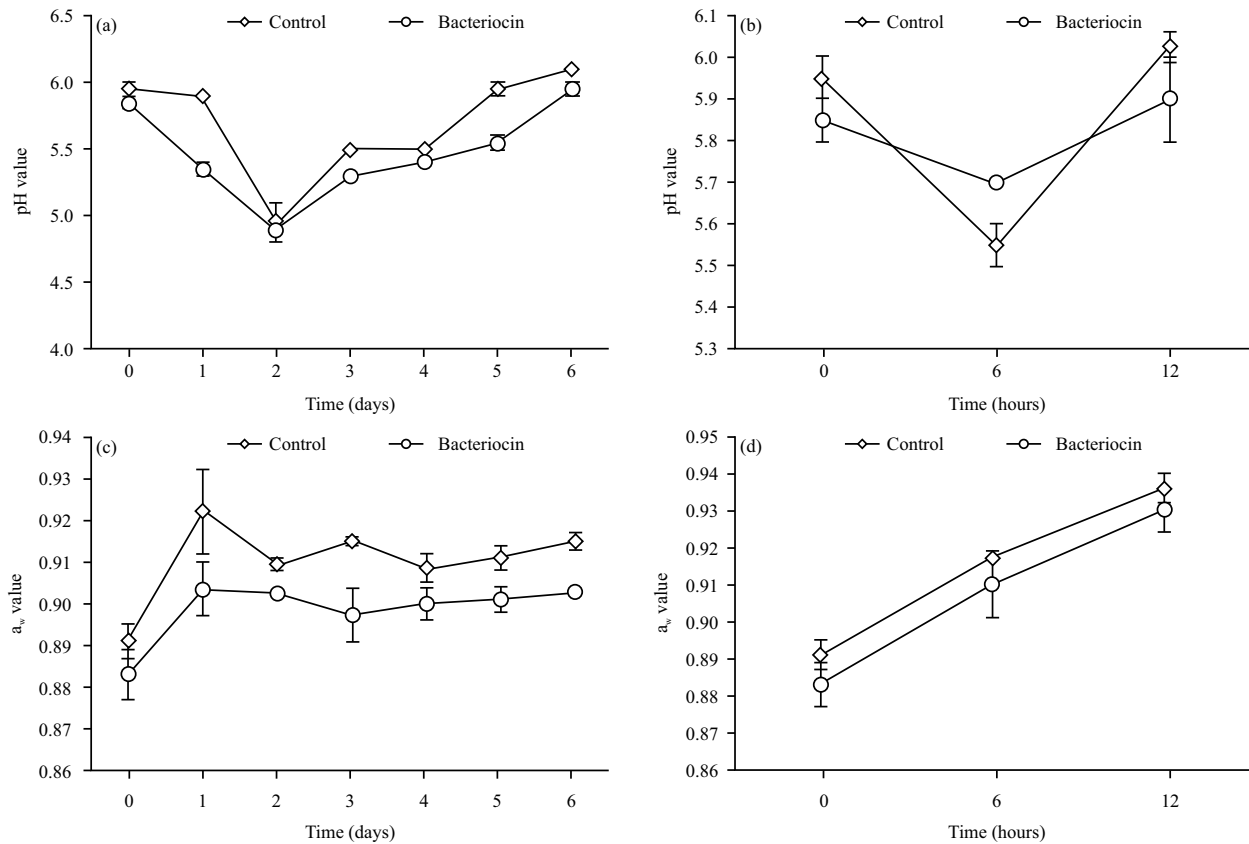 (a) Control Bacteriocin
6.5
6.0
5.5
5.0
4.5
4.0
pH value
0 1 2 3 4 5 6
Time (days)
(b) Control Bacteriocin
6.1
6.0
5.9
5.8
5.7
5.6
5.5
5.3
pH value
0 6 12
Time (hours)
(c) Control Bacteriocin
0.94
0.93
0.92
0.91
0.90
0.89
0.88
0.87
0.86
aw value
0 1 2 3 4 5 6
Time (days)
(d) Control Bacteriocin
0.95
0.94
0.93
0.92
0.91
0.90
0.89
0.88
0.86
aw value
0 6 12
Time (hours)